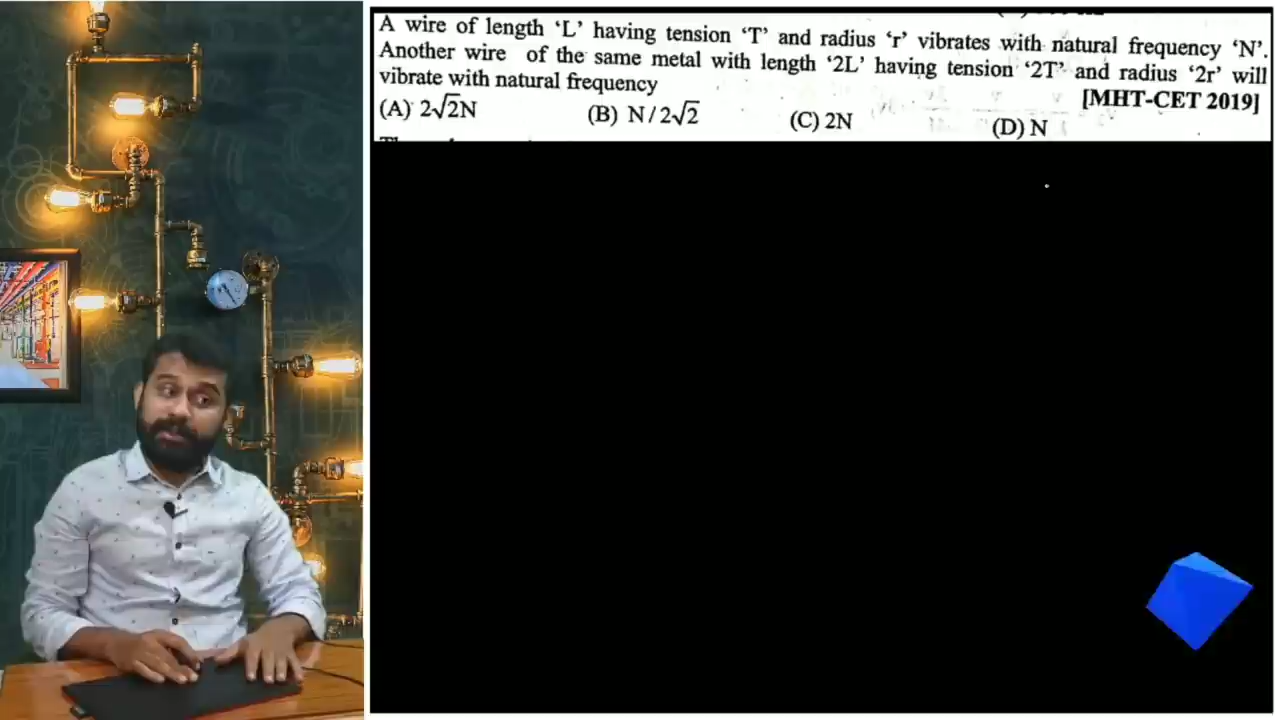 A wire of length ‘L’ having tension ‘T’ and radius ‘r’ vibrates with natural frequency ‘N’.
Another wire of the same metal with length ‘2L’ having tension ‘2T’ and radius ‘2r’ will
vibrate with natural frequency [MHT-CET 2019]
(A) 2√2N (B) N/2√2 (C) 2N (D) N